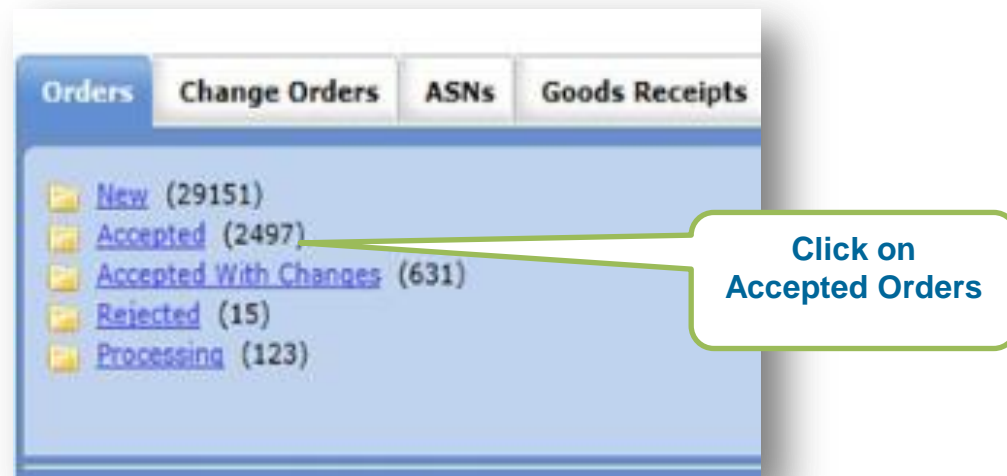 Orders Change Orders ASNs Goods Receipts
New (29151)
Accepted (2497)
Accepted With Changes (631)
Rejected (15)
Processing (123)
Click on
Accepted Orders